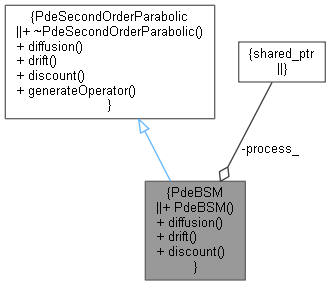 {PdeSecondOrderParabolic
||+ ~PdeSecondOrderParabolic()
+ diffusion()
+ drift()
+ discount()
+ generateOperator()
}
{shared_ptr
||}
-process_
{PdeBSM
||+ PdeBSM()
+ diffusion()
+ drift()
+ discount()
}